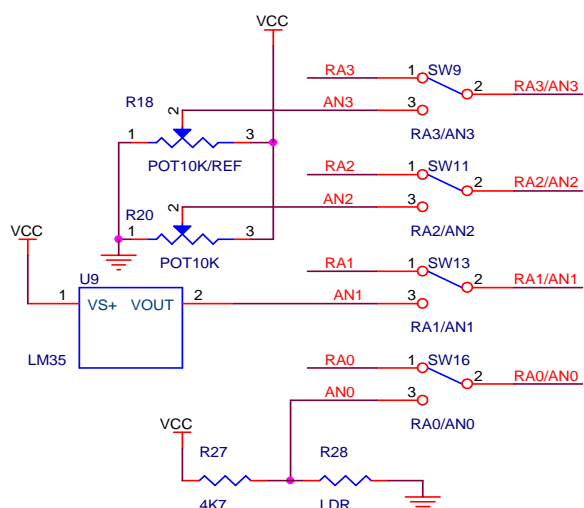 VCC
RA3 1 SW9
2 RA3/AN3
R18
2 AN3 3
1 3 RA3/AN3
POT10K/REF
RA2 1 SW11
2 RA2/AN2
R20 2 AN2 3
1 3 RA2/AN2
VCC POT10K
RA1 1 SW13
U9 2 RA1/AN1
1 VS+ VOUT 2 AN1 3
RA1/AN1
LM35
RA0 1 SW16
2 RA0/AN0
AN0 3
VCC RA0/AN0
R27 R28
4K7 LDR